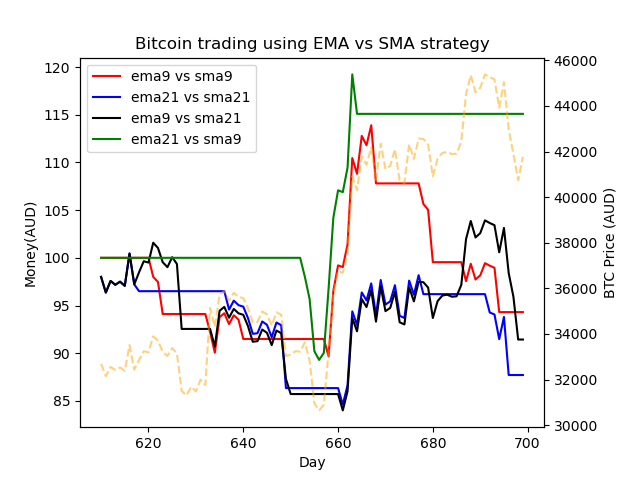 Bitcoin trading using EMA vs SMA strategy
ema9 vs sma9
ema21 vs sma21
ema9 vs sma21
ema21 vs sma9
Money(AUD)
120
115
110
105
100
95
90
85
46000
44000
42000
40000
38000
36000
34000
32000
30000
BTC Price (AUD)
620
640
660
680
700
Day